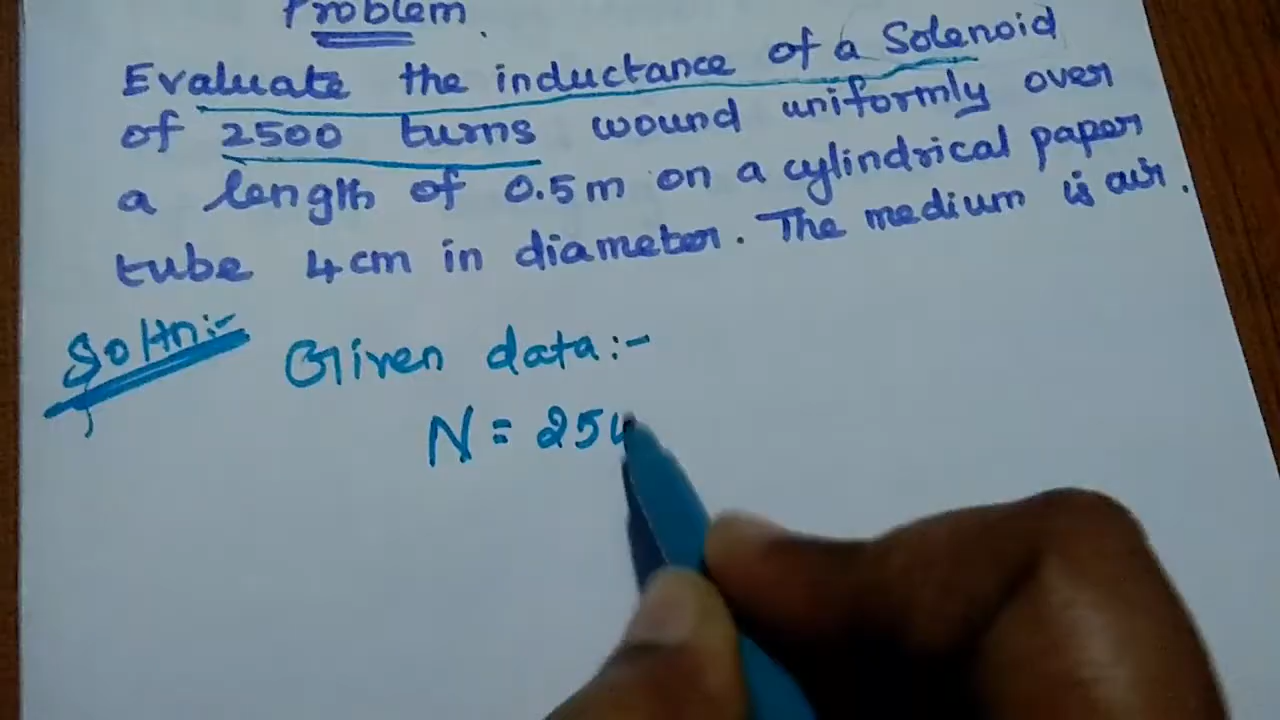 Problem
Evaluate the inductance of a Solenoid
of 2500 turns wound uniformly over
a length of 0.5m on a cylindrical paper
tube 4cm in diameter. The medium is air.
Soltn:-
Given data:-
N = 25